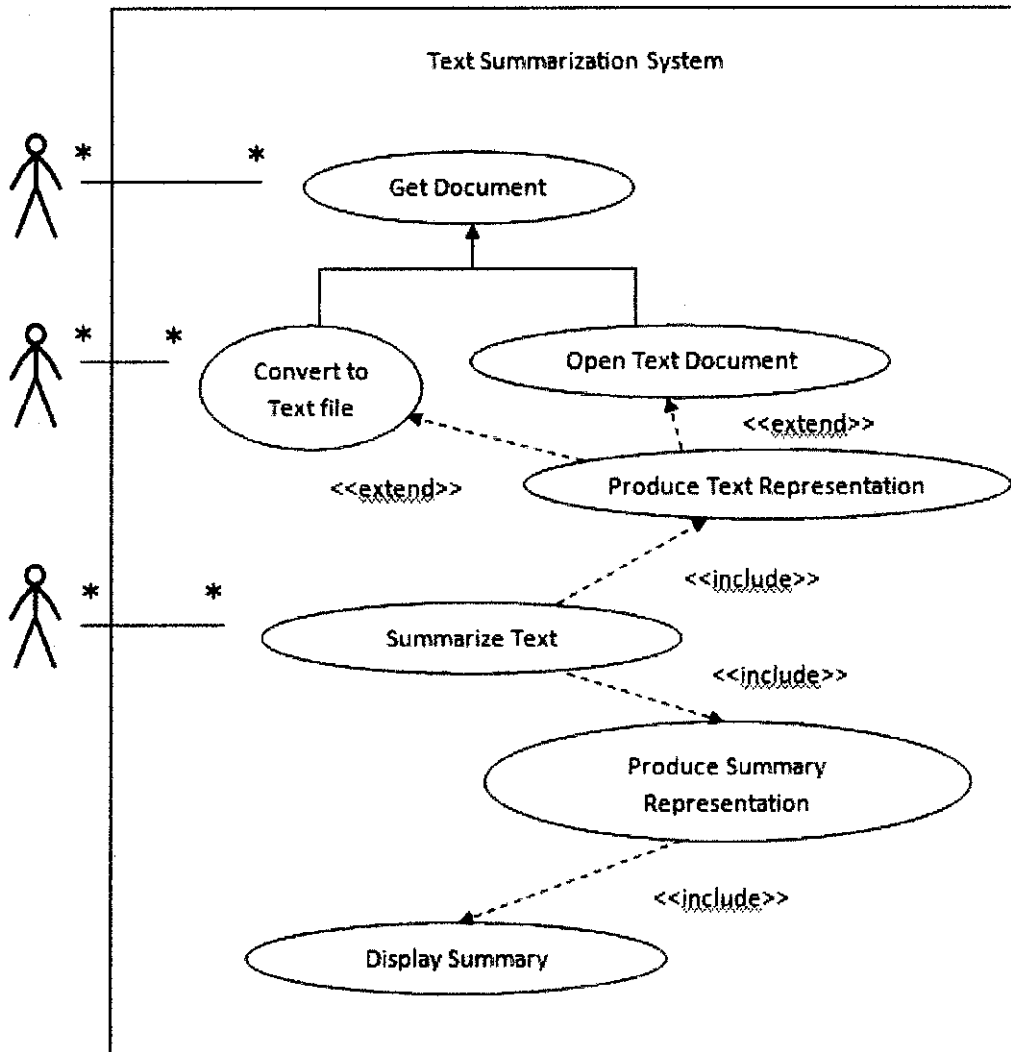 Text Summarization System
* *
Get Document
* *
Convert to
Text file
Open Text Document
<<extend>>
<<extend>>
Produce Text Representation
<<include>>
* *
Summarize Text
<<include>>
Produce Summary
Representation
<<include>>
Display Summary